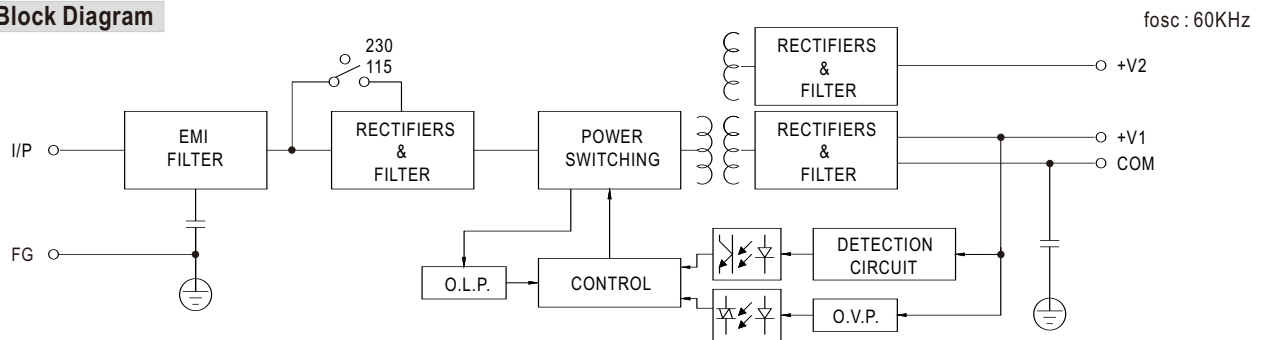 Block Diagram
fosc : 60KHz
230
115
I/P
EMI
FILTER
RECTIFIERS
&
FILTER
POWER
SWITCHING
RECTIFIERS
&
FILTER
+V2
RECTIFIERS
&
FILTER
+V1
COM
FG
O.L.P.
CONTROL
DETECTION
CIRCUIT
O.V.P.